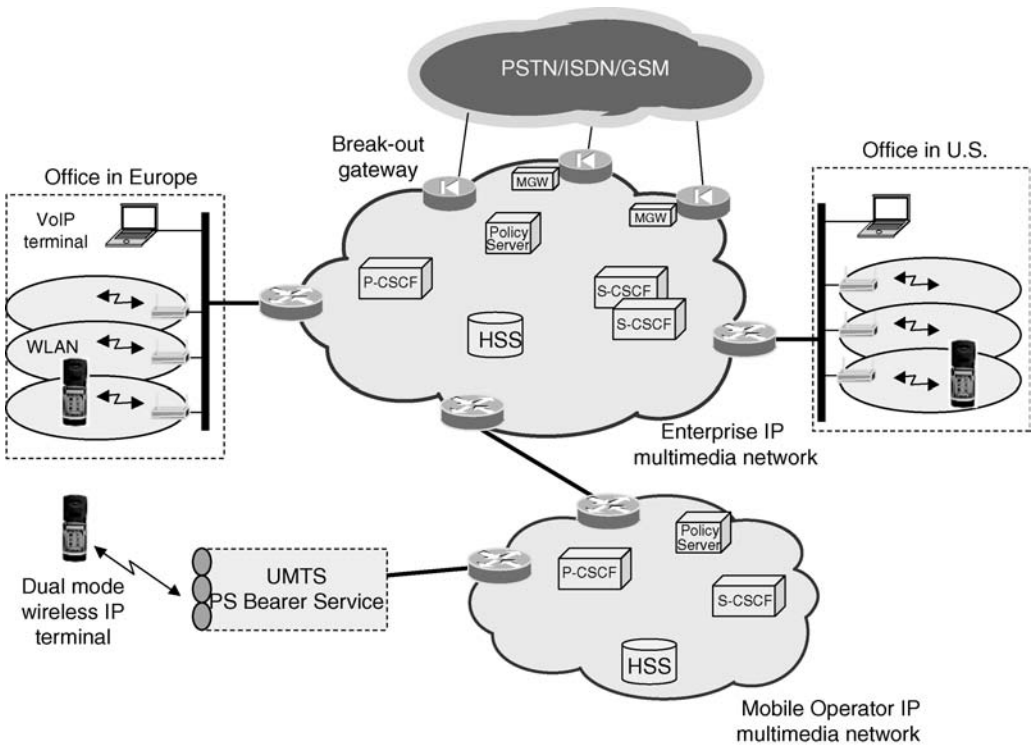 PSTN/ISDN/GSM
Break-out
gateway
MGW
MGW
Office in Europe
VoIP
terminal
WLAN
Office in U.S.
Policy
Server
P-CSCF
S-CSCF
S-CSCF
HSS
Enterprise IP
multimedia network
Dual mode
wireless IP
terminal
UMTS
PS Bearer Service
Policy
Server
P-CSCF
S-CSCF
HSS
Mobile Operator IP
multimedia network